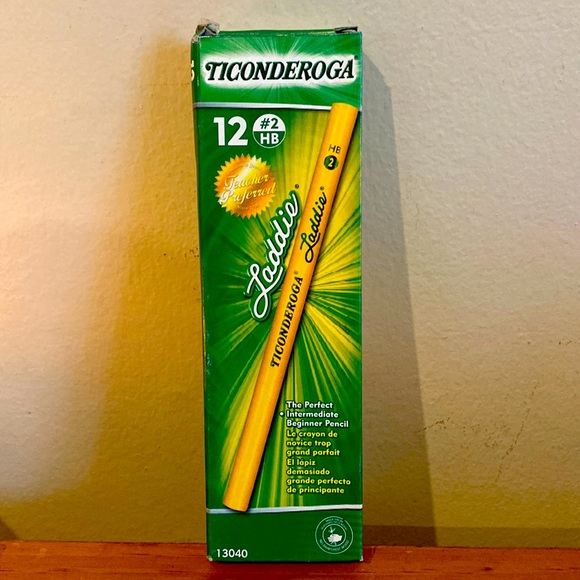 TICONDEROGA
12 #2
HB
Teacher
Preferred
Laddie®
HB
2
TICONDEROGA® Laddie®
The Perfect
Intermediate
Beginner Pencil
Le crayon de
novice trop
grand parfait
El lápiz
demasiado
grande perfecto
de principante
13040